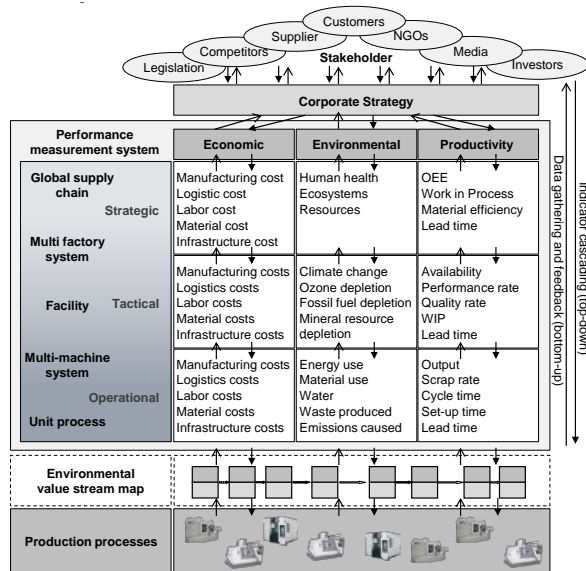 Customers
Supplier
NGOs
Competitors
Media
Legislation
Stakeholder
Investors
Corporate Strategy
Performance
measurement system
Economic
Environmental
Productivity
Global supply
chain
Strategic
Multi factory
system
Manufacturing cost
Logistic cost
Labor cost
Material cost
Infrastructure cost
Human health
Ecosystems
Resources
OEE
Work in Process
Material efficiency
Lead time
Facility
Tactical
Manufacturing costs
Logistics costs
Labor costs
Material costs
Infrastructure costs
Climate change
Ozone depletion
Fossil fuel depletion
Mineral resource
depletion
Availability
Performance rate
Quality rate
WIP
Lead time
Multi-machine
system
Operational
Unit process
Manufacturing costs
Logistics costs
Labor costs
Material costs
Infrastructure costs
Energy use
Material use
Water
Waste produced
Emissions caused
Output
Scrap rate
Cycle time
Set-up time
Lead time
Data gathering and feedback (bottom-up)
Indicator cascading (top-down)
Environmental
value stream map
Production processes